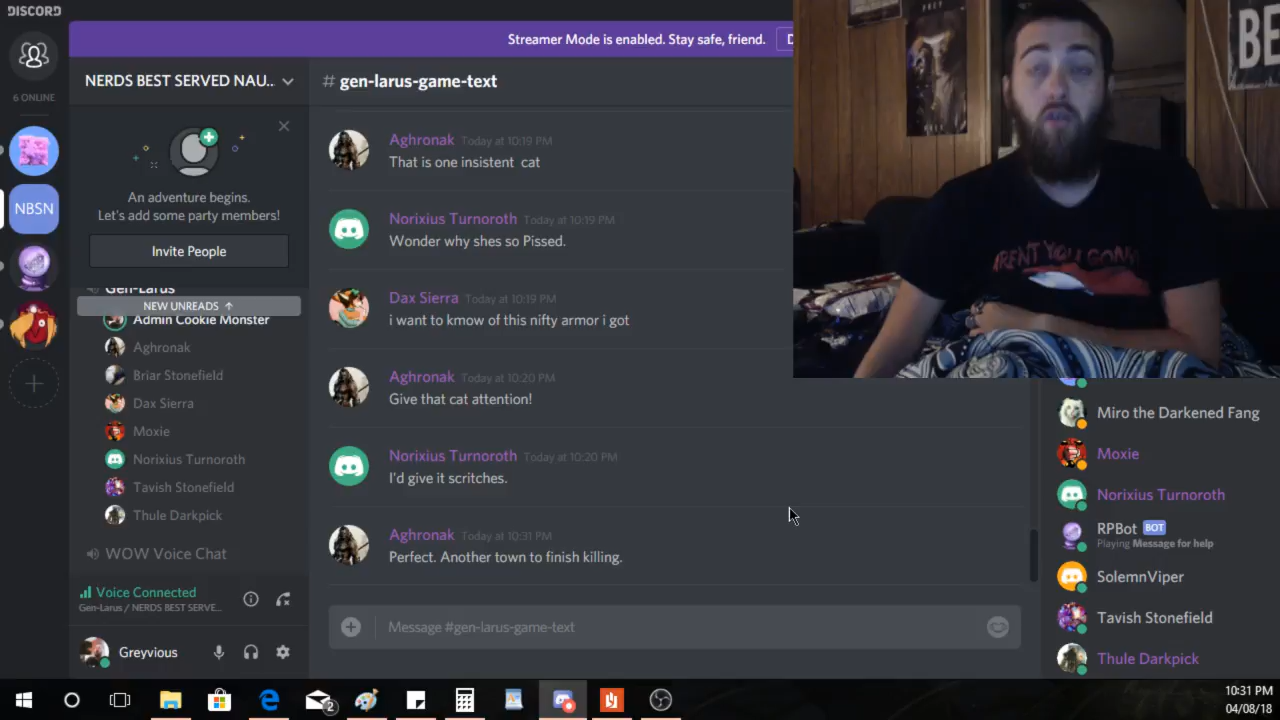 DISCORD
Streamer Mode is enabled. Stay safe, friend.
6 ONLINE
NBSN
NERDS BEST SERVED NAU...
An adventure begins.
Let's add some party members!
Invite People
Gen-Larus
NEW UNREADS ↑
Admin Cookie Monster
Aghronak
Briar Stonefield
Dax Sierra
Moxie
Norixius Turnoroth
Tavish Stonefield
Thule Darkpick
WOW Voice Chat
Voice Connected
Gen-Larus / NERDS BEST SERVE...
Greyvious
# gen-larus-game-text
Aghronak Today at 10:19 PM
That is one insistent cat
Norixius Turnoroth Today at 10:19 PM
Wonder why shes so Pissed.
Dax Sierra Today at 10:19 PM
i want to kmow of this nifty armor i got
Aghronak Today at 10:20 PM
Give that cat attention!
Norixius Turnoroth Today at 10:20 PM
I'd give it scritches.
Aghronak Today at 10:31 PM
Perfect. Another town to finish killing.
Message #gen-larus-game-text
PREY
BE
ARENT YOU GONN
Miro the Darkened Fang
Moxie
Norixius Turnoroth
RPBot BOT
Playing Message for help
SolemnViper
Tavish Stonefield
Thule Darkpick
2
10:31 PM
04/08/18